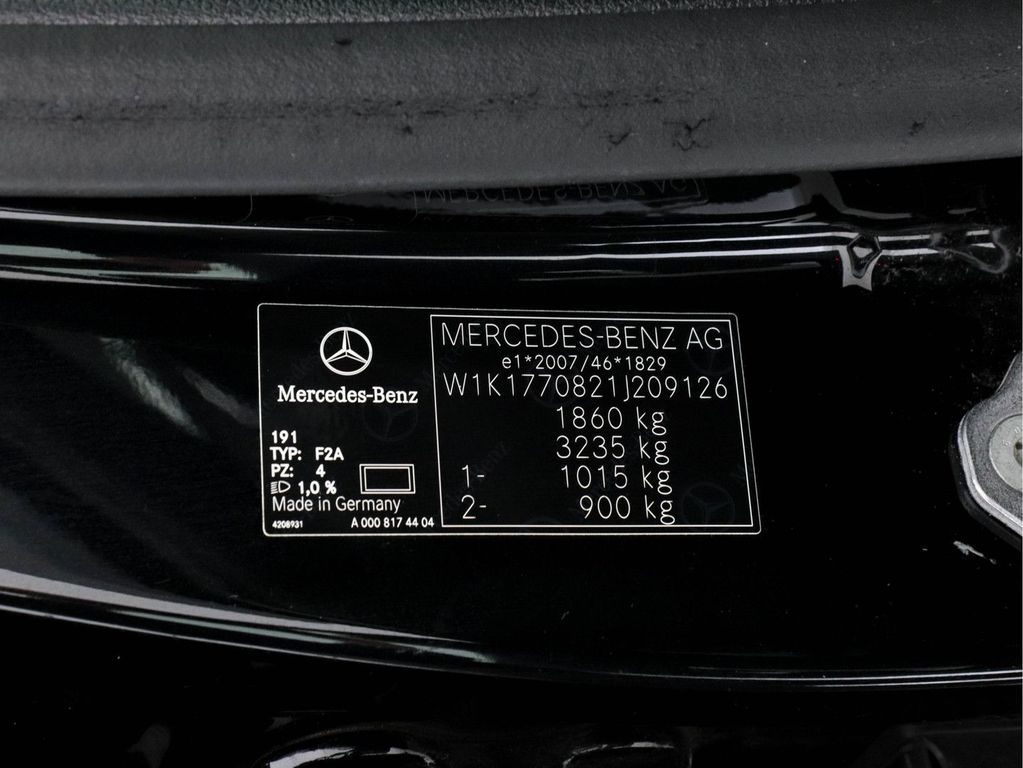 Mercedes-Benz
191
TYP: F2A
PZ: 4
1,0 %
Made in Germany
4208931 A 000 817 44 04
MERCEDES-BENZ AG
e1*2007/46*1829
W1K1770821J209126
1860 kg
3235 kg
1- 1015 kg
2- 900 kg